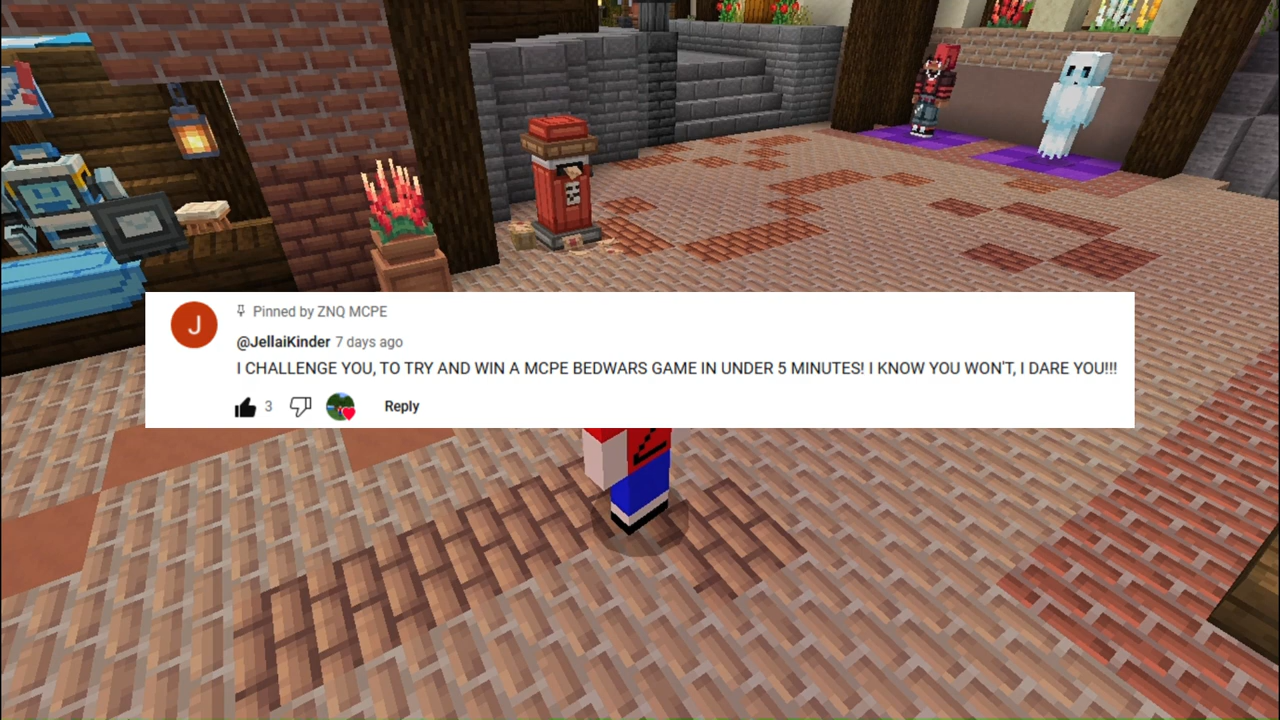 Pinned by ZNQ MCPE
J
@JellaiKinder 7 days ago
I CHALLENGE YOU, TO TRY AND WIN A MCPE BEDWARS GAME IN UNDER 5 MINUTES! I KNOW YOU WON'T, I DARE YOU!!!
3 Reply
Z